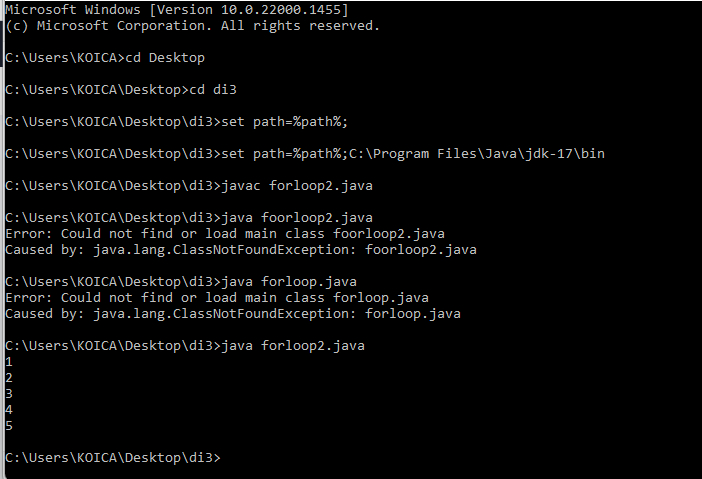 Microsoft Windows [Version 10.0.22000.1455]
(c) Microsoft Corporation. All rights reserved.
C:\Users\KOICA>cd Desktop
C:\Users\KOICA\Desktop>cd di3
C:\Users\KOICA\Desktop\di3>set path=%path%;
C:\Users\KOICA\Desktop\di3>set path=%path%;C:\Program Files\Java\jdk-17\bin
C:\Users\KOICA\Desktop\di3>javac forloop2.java
C:\Users\KOICA\Desktop\di3>java foorloop2.java
Error: Could not find or load main class foorloop2.java
Caused by: java.lang.ClassNotFoundException: foorloop2.java
C:\Users\KOICA\Desktop\di3>java forloop.java
Error: Could not find or load main class forloop.java
Caused by: java.lang.ClassNotFoundException: forloop.java
C:\Users\KOICA\Desktop\di3>java forloop2.java
1
2
3
4
5
C:\Users\KOICA\Desktop\di3>